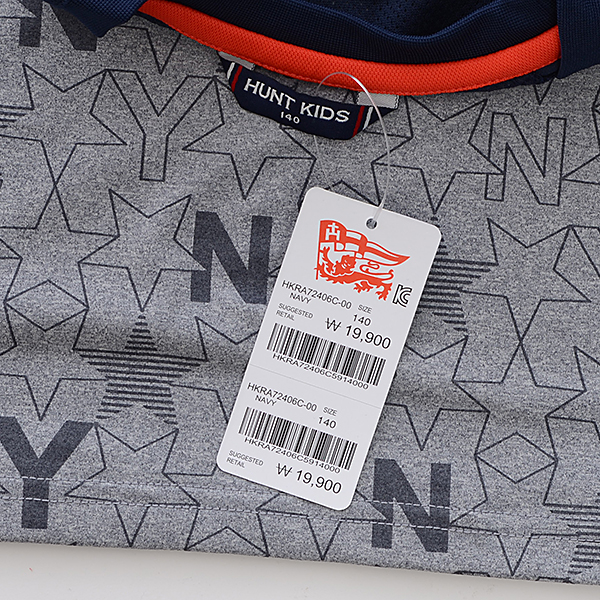 N
HUNT KIDS
140
Y
N
N
HKRA72406C-00 SIZE
NAVY 140
SUGGESTED
RETAIL ₩ 19,900
HKRA72406C5914000
HKRA72406C-00 SIZE
NAVY 140
HKRA72406C5914000
SUGGESTED
RETAIL ₩ 19,900
Y
N